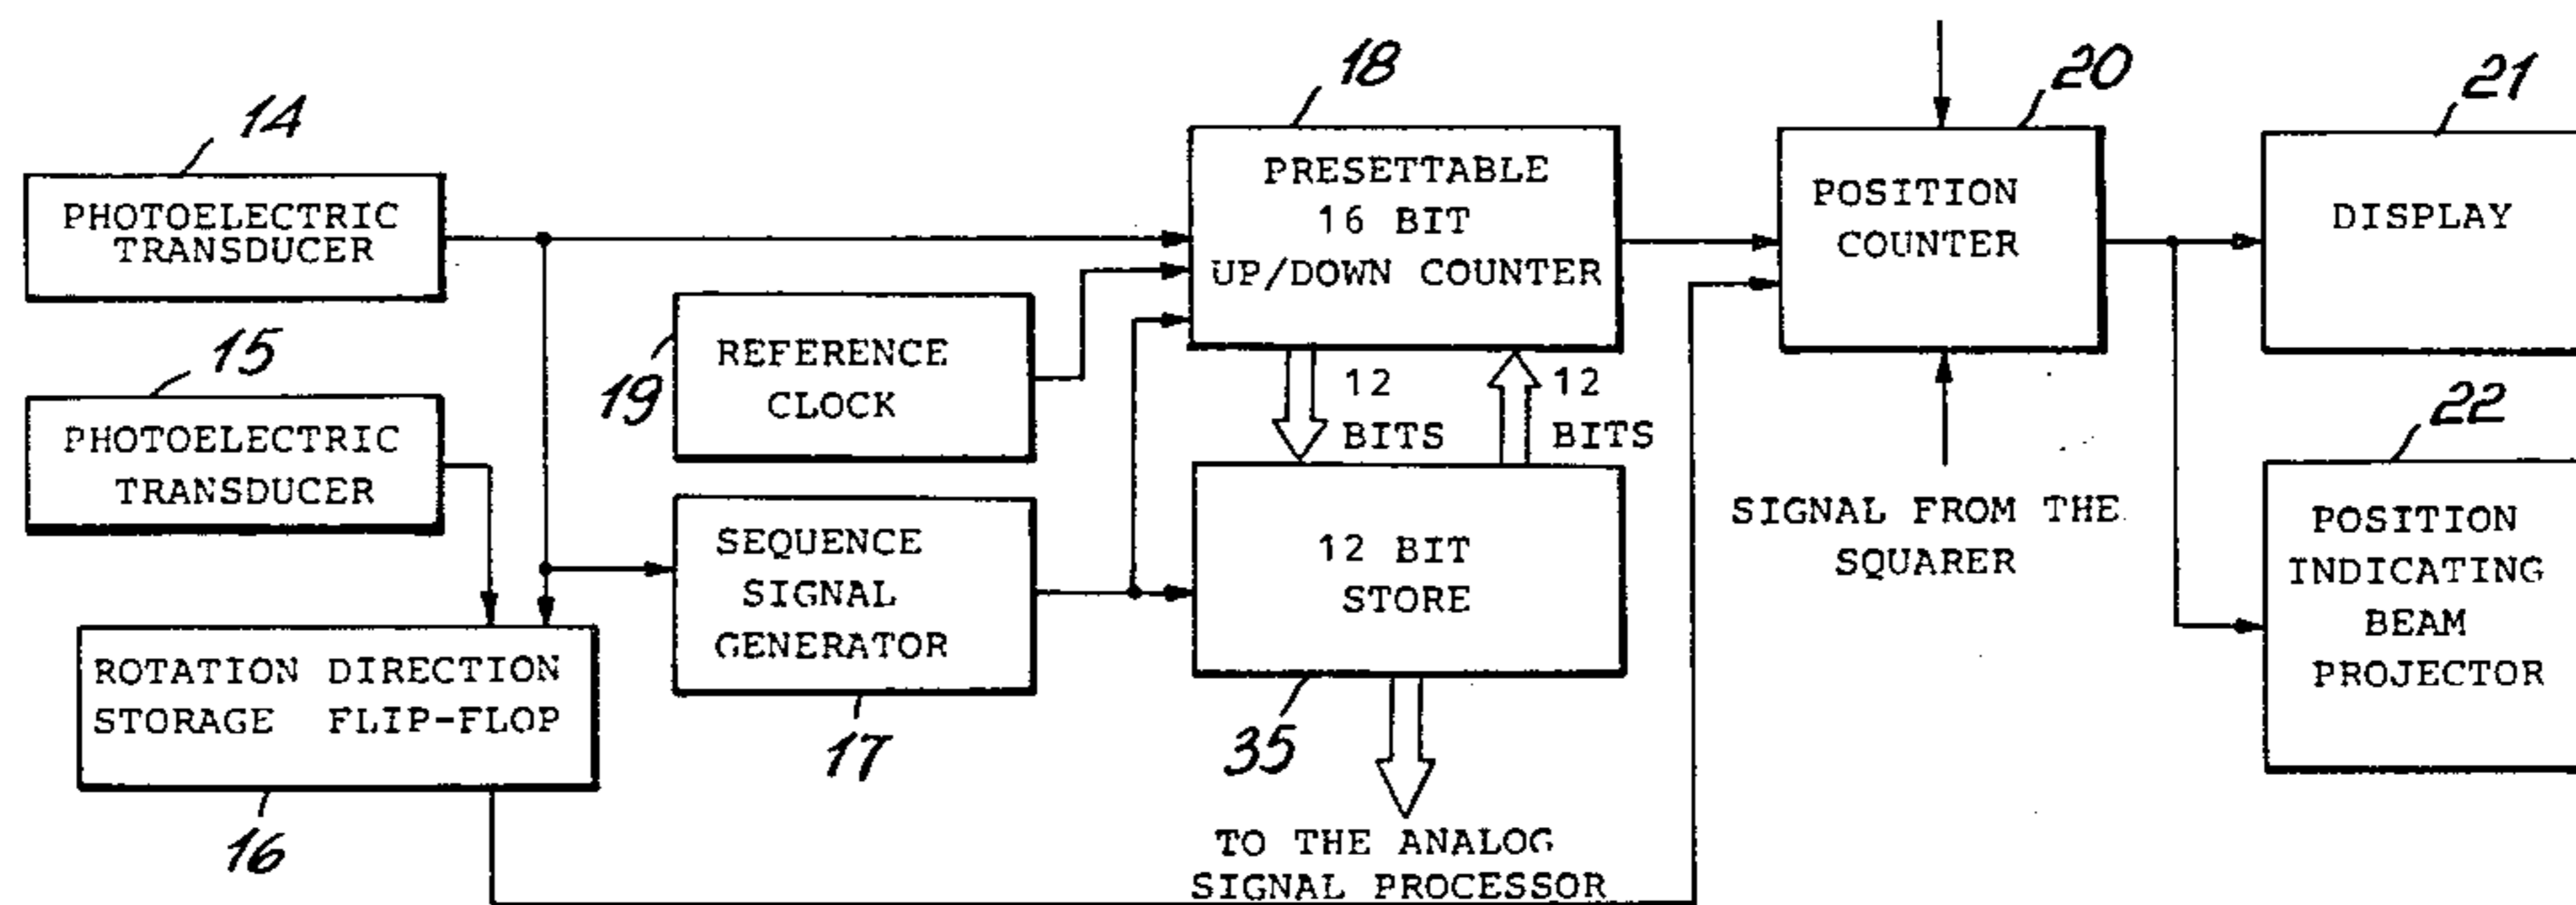 14
PHOTOELECTRIC
TRANSDUCER
15
PHOTOELECTRIC
TRANSDUCER
ROTATION DIRECTION
STORAGE FLIP-FLOP
16
19
REFERENCE
CLOCK
SEQUENCE
SIGNAL
GENERATOR
17
18
PRESETTABLE
16 BIT
UP/DOWN COUNTER
12
BITS
12
BITS
12 BIT
STORE
35
TO THE ANALOG
SIGNAL PROCESSOR
20
POSITION
COUNTER
SIGNAL FROM THE
SQUARER
21
DISPLAY
22
POSITION
INDICATING
BEAM
PROJECTOR